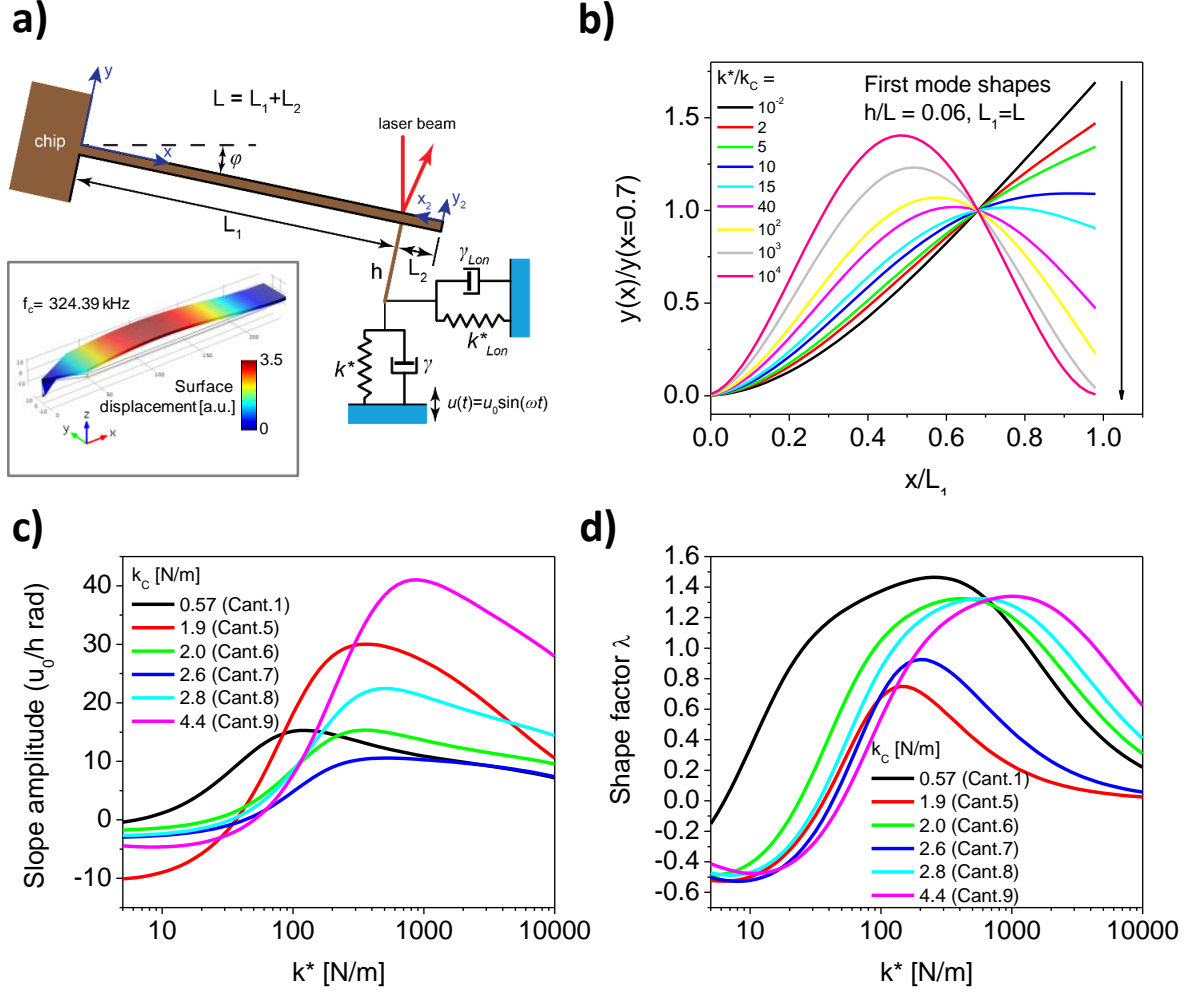 a)
y
L = L₁+L₂
chip
x
φ
laser beam
x₂
y₂
L₁
L₂
h
γ_Lon
k*_Lon
k*
γ
u(t)=u₀sin(ωt)
f_c= 324.39 kHz
3.5
Surface
displacement[a.u.]
0
z
y
x
b)
k*/k_C =
10⁻²
2
5
10
15
40
10²
10³
10⁴
First mode shapes
h/L = 0.06, L₁=L
y(x)/y(x=0.7)
1.5
1.0
0.5
0.0
0.0 0.2 0.4 0.6 0.8 1.0
x/L₁
c)
k_C [N/m]
0.57 (Cant.1)
1.9 (Cant.5)
2.0 (Cant.6)
2.6 (Cant.7)
2.8 (Cant.8)
4.4 (Cant.9)
Slope amplitude (u₀/h rad)
40
30
20
10
0
-10
10 100 1000 10000
k* [N/m]
d)
Shape factor λ
1.6
1.4
1.2
1.0
0.8
0.6
0.4
0.2
0.0
-0.2
-0.4
-0.6
k_C [N/m]
0.57 (Cant.1)
1.9 (Cant.5)
2.0 (Cant.6)
2.6 (Cant.7)
2.8 (Cant.8)
4.4 (Cant.9)
10 100 1000 10000
k* [N/m]